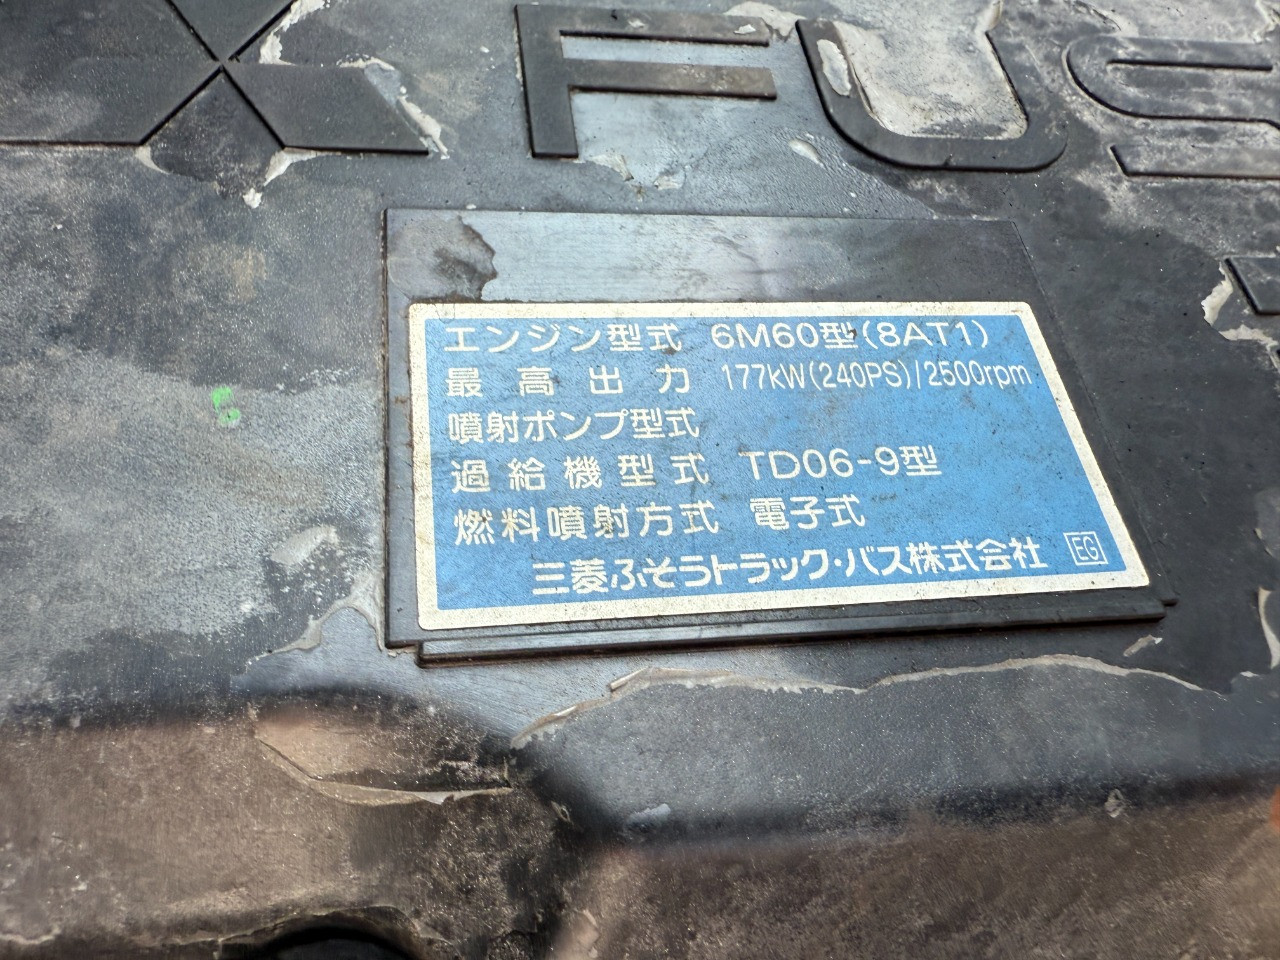 FUS
エンジン型式 6M60型(8AT1)
最高出力 177kW(240PS)/2500rpm
噴射ポンプ型式
過給機型式 TD06-9型
燃料噴射方式 電子式
三菱ふそうトラック・バス株式会社 EG